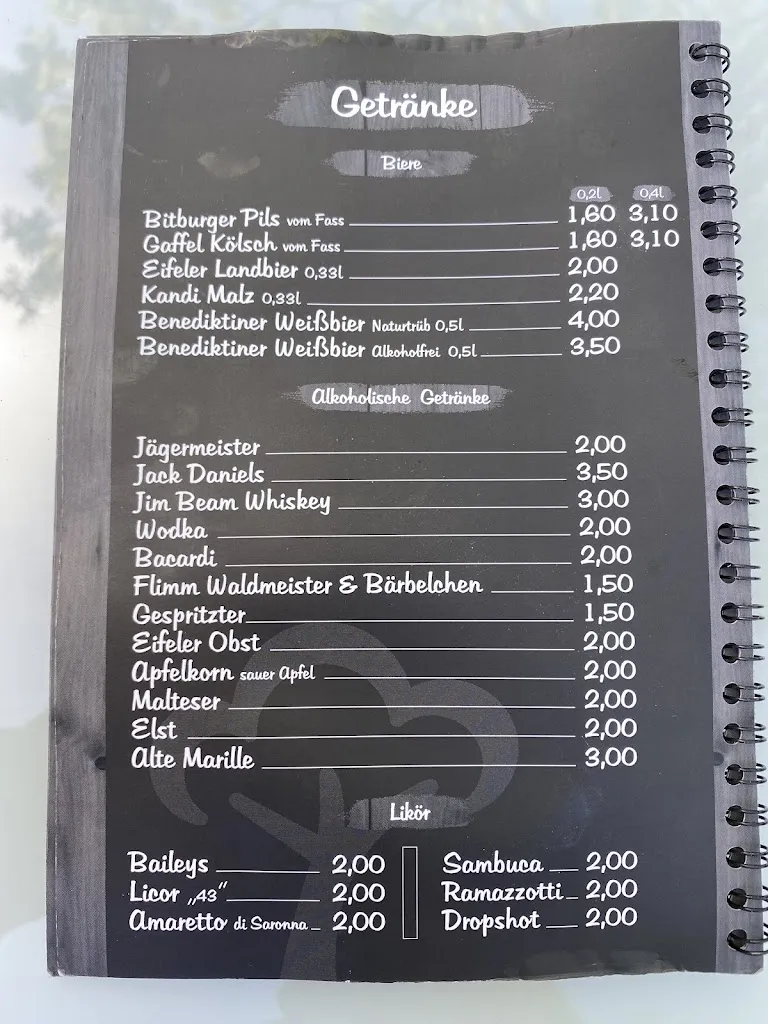 Getränke
Biere
0,2l 0,4l
Bitburger Pils vom Fass 1,60 3,10
Gaffel Kölsch vom Fass 1,60 3,10
Eifeler Landbier 0,33l 2,00
Kandi Malz 0,33l 2,20
Benediktiner Weißbier Naturtrüb 0,5l 4,00
Benediktiner Weißbier Alkoholfrei 0,5l 3,50
Alkoholische Getränke
Jägermeister 2,00
Jack Daniels 3,50
Jim Beam Whiskey 3,00
Wodka 2,00
Bacardi 2,00
Flimm Waldmeister & Bärbelchen 1,50
Gespritzter 1,50
Eifeler Obst 2,00
Apfelkorn sauer Apfel 2,00
Malteser 2,00
Elst 2,00
Alte Marille 3,00
Likör
Baileys 2,00
Licor „43“ 2,00
Amaretto di Saronna 2,00
Sambuca 2,00
Ramazzotti 2,00
Dropshot 2,00